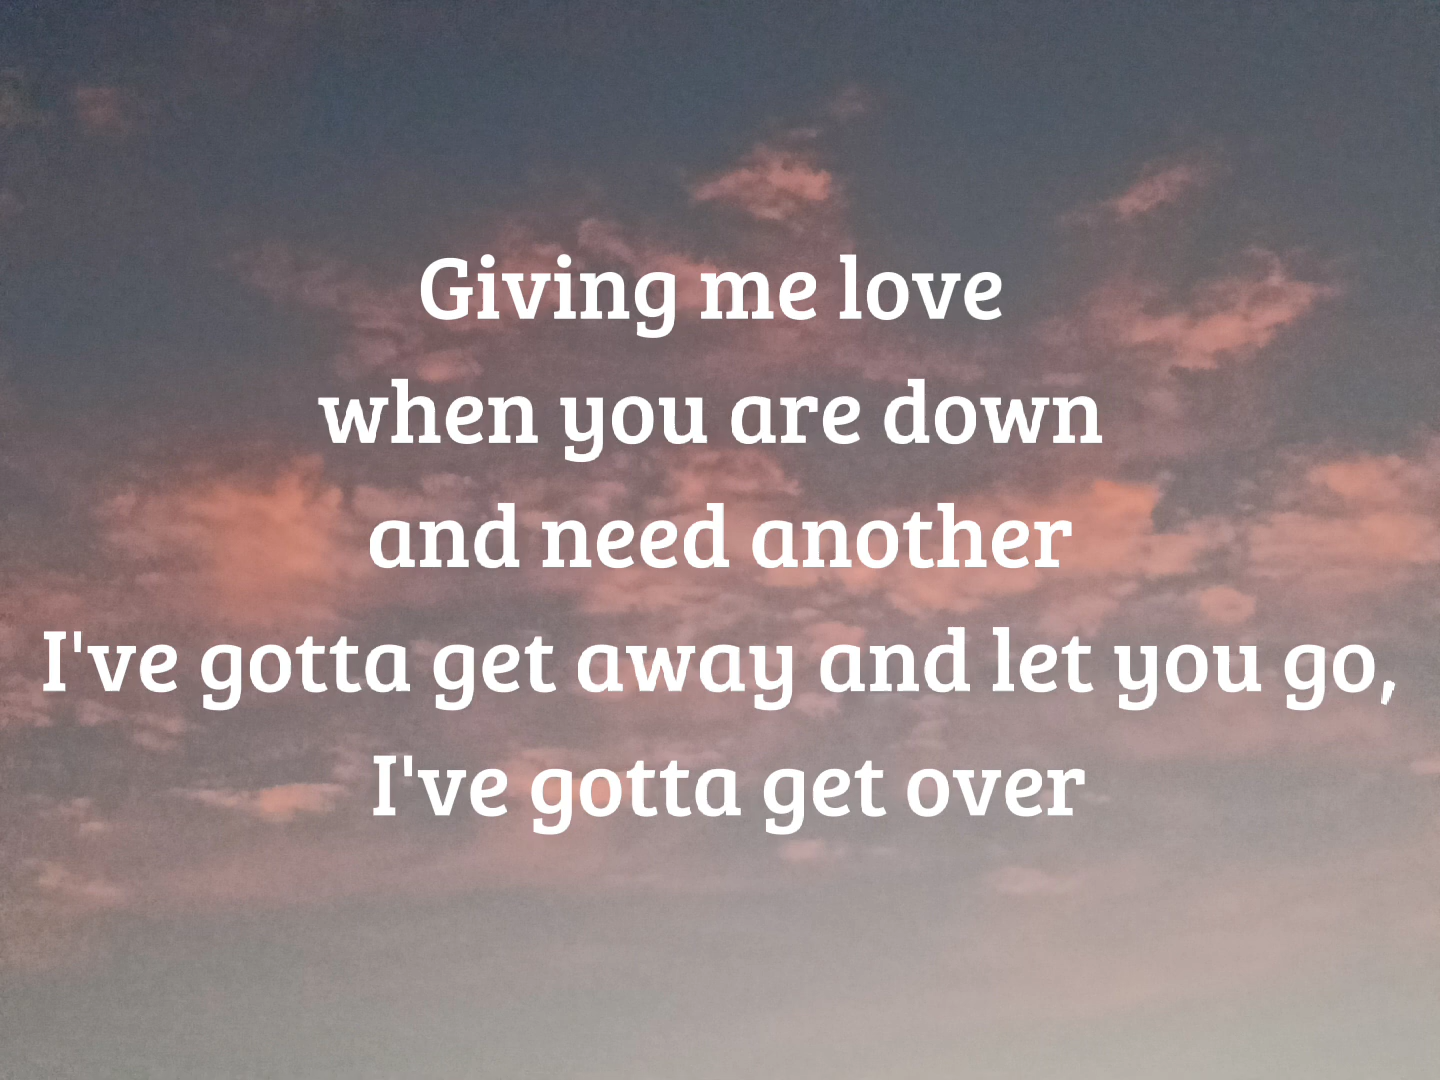 Giving me love
when you are down
and need another
I've gotta get away and let you go,
I've gotta get over